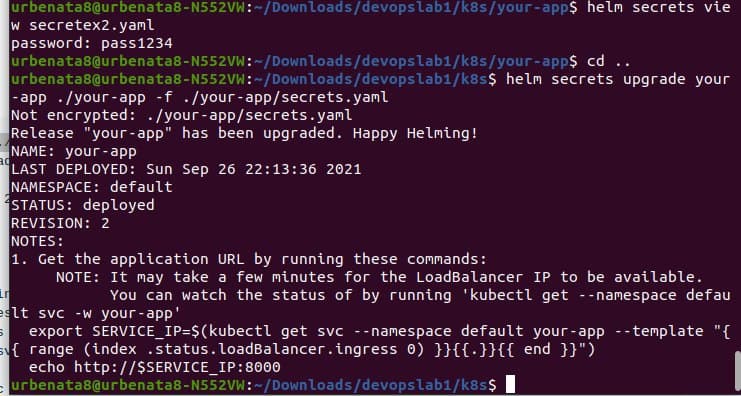 urbenata8@urbenata8-N552VW:~/Downloads/devopslab1/k8s/your-app$ helm secrets vie
w secretex2.yaml
password: pass1234
urbenata8@urbenata8-N552VW:~/Downloads/devopslab1/k8s/your-app$ cd ..
urbenata8@urbenata8-N552VW:~/Downloads/devopslab1/k8s$ helm secrets upgrade your
-app ./your-app -f ./your-app/secrets.yaml
Not encrypted: ./your-app/secrets.yaml
Release "your-app" has been upgraded. Happy Helming!
NAME: your-app
LAST DEPLOYED: Sun Sep 26 22:13:36 2021
NAMESPACE: default
STATUS: deployed
REVISION: 2
NOTES:
1. Get the application URL by running these commands:
     NOTE: It may take a few minutes for the LoadBalancer IP to be available.
           You can watch the status of by running 'kubectl get --namespace defau
lt svc -w your-app'
  export SERVICE_IP=$(kubectl get svc --namespace default your-app --template "{
{ range (index .status.loadBalancer.ingress 0) }}{{.}}{{ end }}")
  echo http://$SERVICE_IP:8000
urbenata8@urbenata8-N552VW:~/Downloads/devopslab1/k8s$